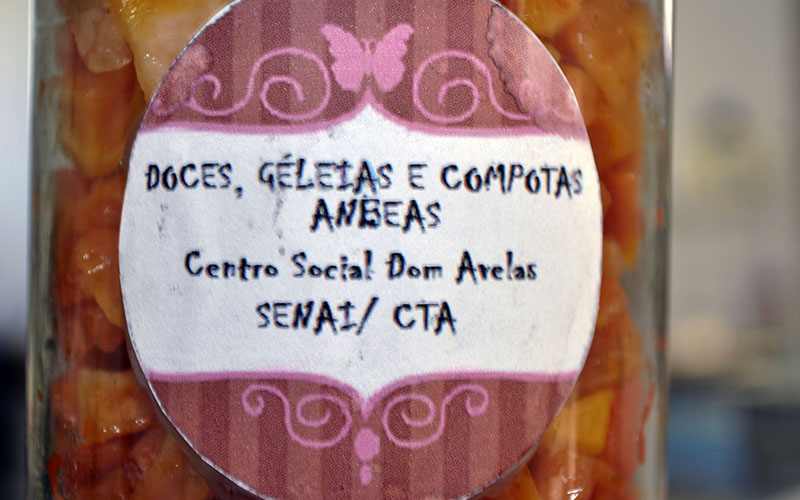 DOCES, GÉLEIAS E COMPOTAS
ANBEAS
Centro Social Dom Avelas
SENAI/ CTA